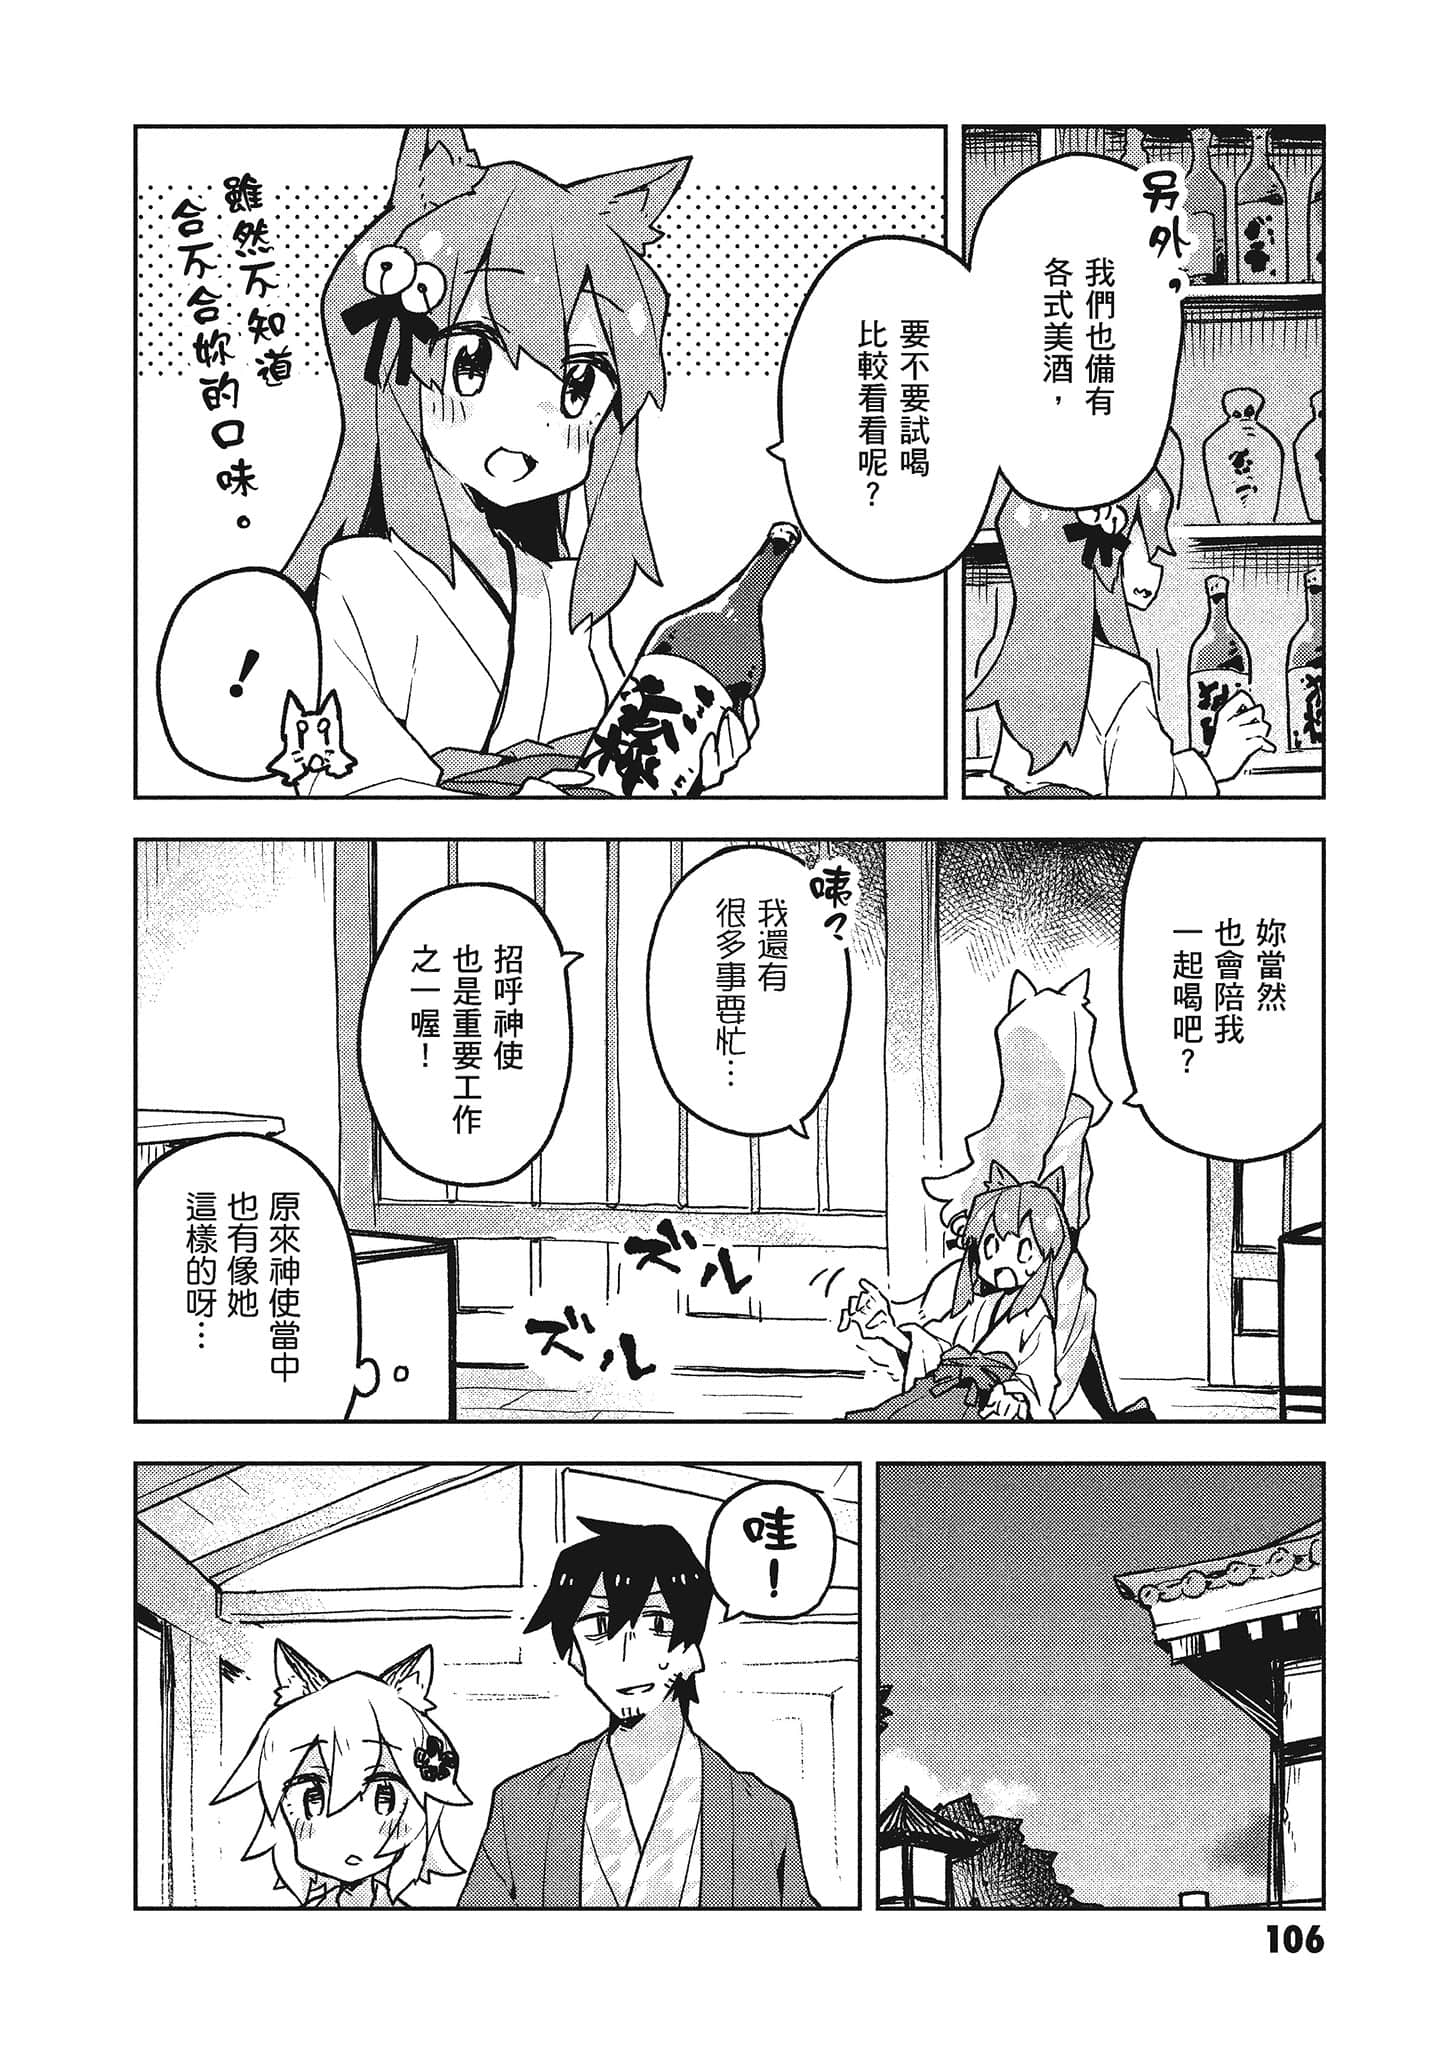 另外，
我們也備有
各式美酒，
要不要試喝
比較看看呢？
雖然不知道
合不合妳的口味。
！
妳當然
也會陪我
一起喝吧？
咦？
我還有
很多事要忙…
招呼神使
也是重要工作
之一喔！
ズル
ズル
原來神使當中
也有像她
這樣的呀…
哇！
106